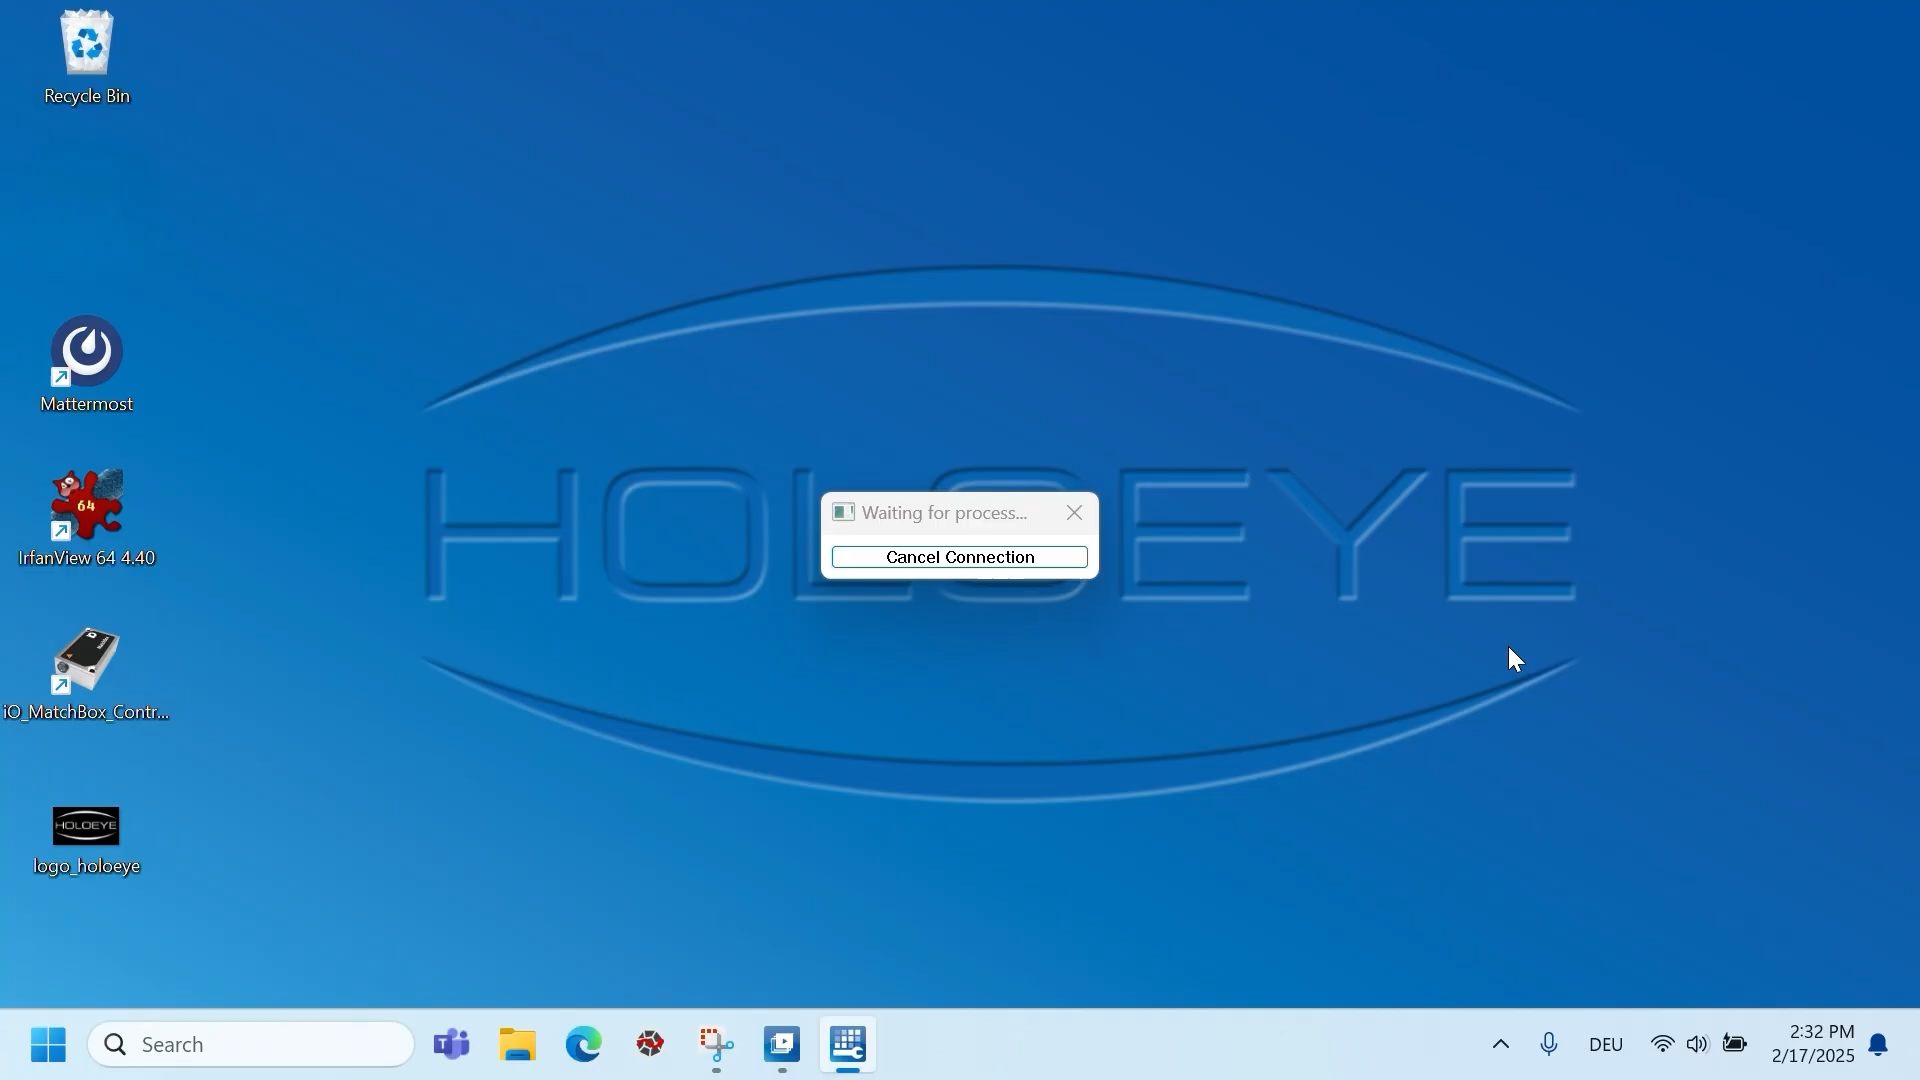 Recycle Bin
Mattermost
64
IrfanView 64 4.40
iO_MatchBox_Contr...
HOLOEYE
logo_holoeye
HOLOEYE
Waiting for process...
Cancel Connection
Search
DEU
2:32 PM
2/17/2025